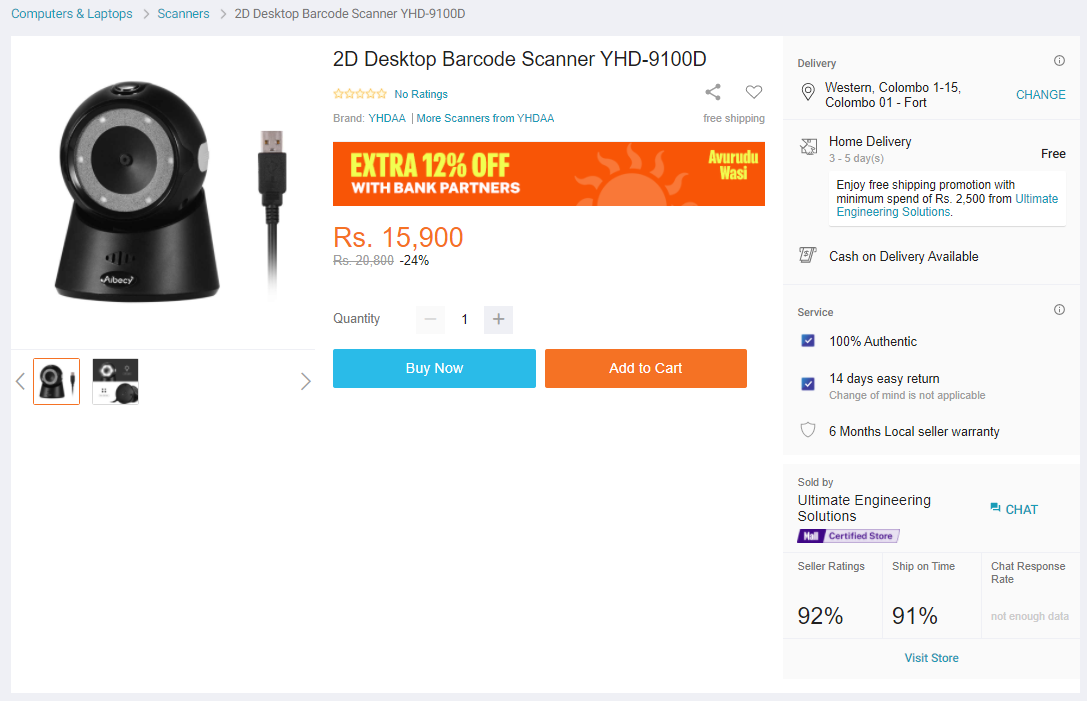 Computers & Laptops
Scanners
2D Desktop Barcode Scanner YHD-9100D
Aibecy
2D Desktop Barcode Scanner YHD-9100D
No Ratings
Brand: YHDAA | More Scanners from YHDAA
free shipping
EXTRA 12% OFF
WITH BANK PARTNERS
Avurudu
Wasi
Rs. 15,900
Rs. 20,800 -24%
Quantity
1
Buy Now
Add to Cart
Delivery
Western, Colombo 1-15,
Colombo 01 - Fort
CHANGE
Home Delivery
3 - 5 day(s)
Free
Enjoy free shipping promotion with
minimum spend of Rs. 2,500 from Ultimate
Engineering Solutions.
Cash on Delivery Available
Service
100% Authentic
14 days easy return
Change of mind is not applicable
6 Months Local seller warranty
Sold by
Ultimate Engineering
Solutions
CHAT
Mall Certified Store
Seller Ratings
92%
Ship on Time
91%
Chat Response
Rate
not enough data
Visit Store